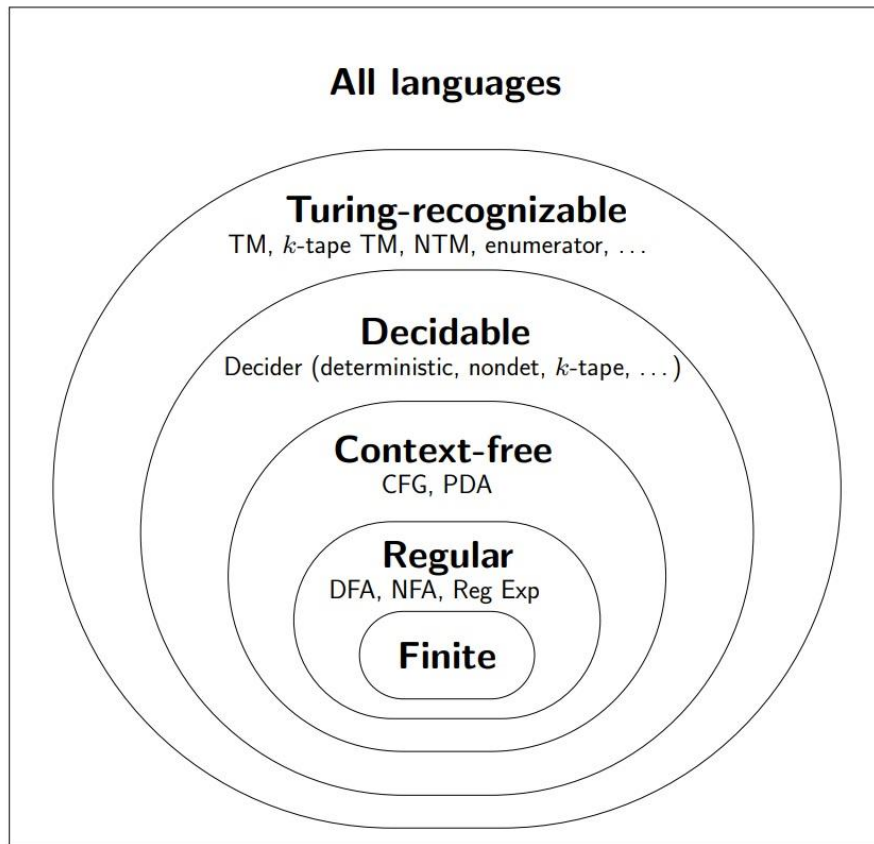 All languages
Turing-recognizable
TM, k-tape TM, NTM, enumerator, ...
Decidable
Decider (deterministic, nondet, k-tape, ...)
Context-free
CFG, PDA
Regular
DFA, NFA, Reg Exp
Finite